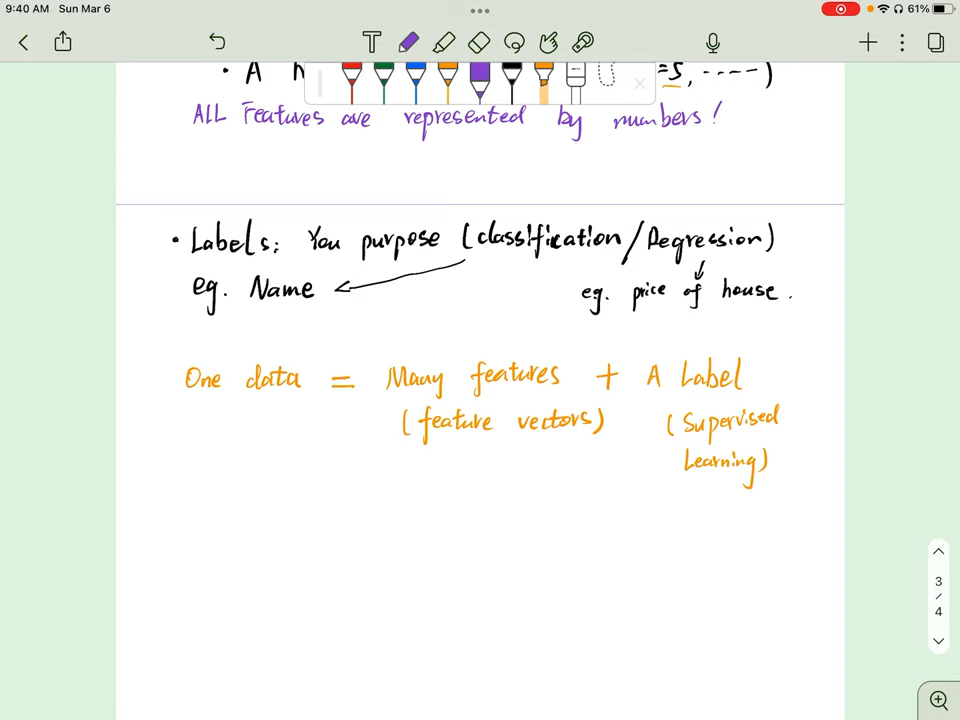 9:40 AM Sun Mar 6
61%
• A =5, -----)
ALL Features are represented by numbers!
• Labels: You purpose (classification/Regression)
eg. Name eg. price of house.
One data = Many features + A Label
(feature vectors) (Supervised
Learning)
3
/
4